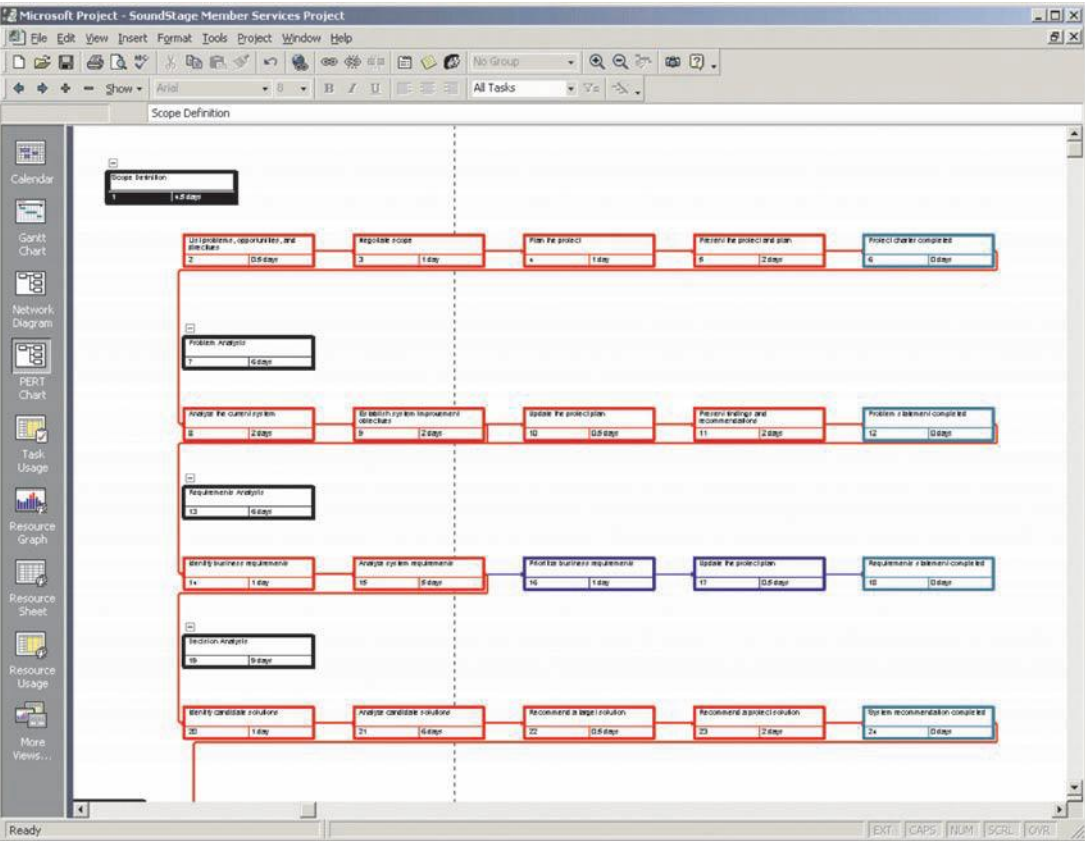 Microsoft Project - SoundStage Member Services Project
File Edit View Insert Format Tools Project Window Help
No Group
Show Arial 8 B I U All Tasks
Scope Definition
Calendar
Gantt
Chart
Network
Diagram
PERT
Chart
Task
Usage
Resource
Graph
Resource
Sheet
Resource
Usage
More
Views...
Scope Definition
1
List problems, opportunities, and
directives
2 0.5 days
Negotiate scope
3 1 day
Plan the project
4 1 day
Present the project and plan
5 2 days
Project charter completed
6 0 days
Problem Analysis
7 6 days
Analyze the current system
8 2 days
Establish system improvement
objectives
9 2 days
Update the project plan
10 0.5 days
Present findings and
recommendations
11 2 days
Problem statement completed
12 0 days
Requirements Analysis
13 6 days
Identify business requirements
14 1 day
Analyze system requirements
15 5 days
Prioritize business requirements
16 1 day
Update the project plan
17 0.5 days
Requirements statement completed
18 0 days
Decision Analysis
19 9 days
Identify candidate solutions
20 1 day
Analyze candidate solutions
21 6 days
Recommend a target solution
22 0.5 days
Recommend a project solution
23 2 days
System recommendation completed
24 0 days
Ready
EXT CAPS NUM SCRL OVR